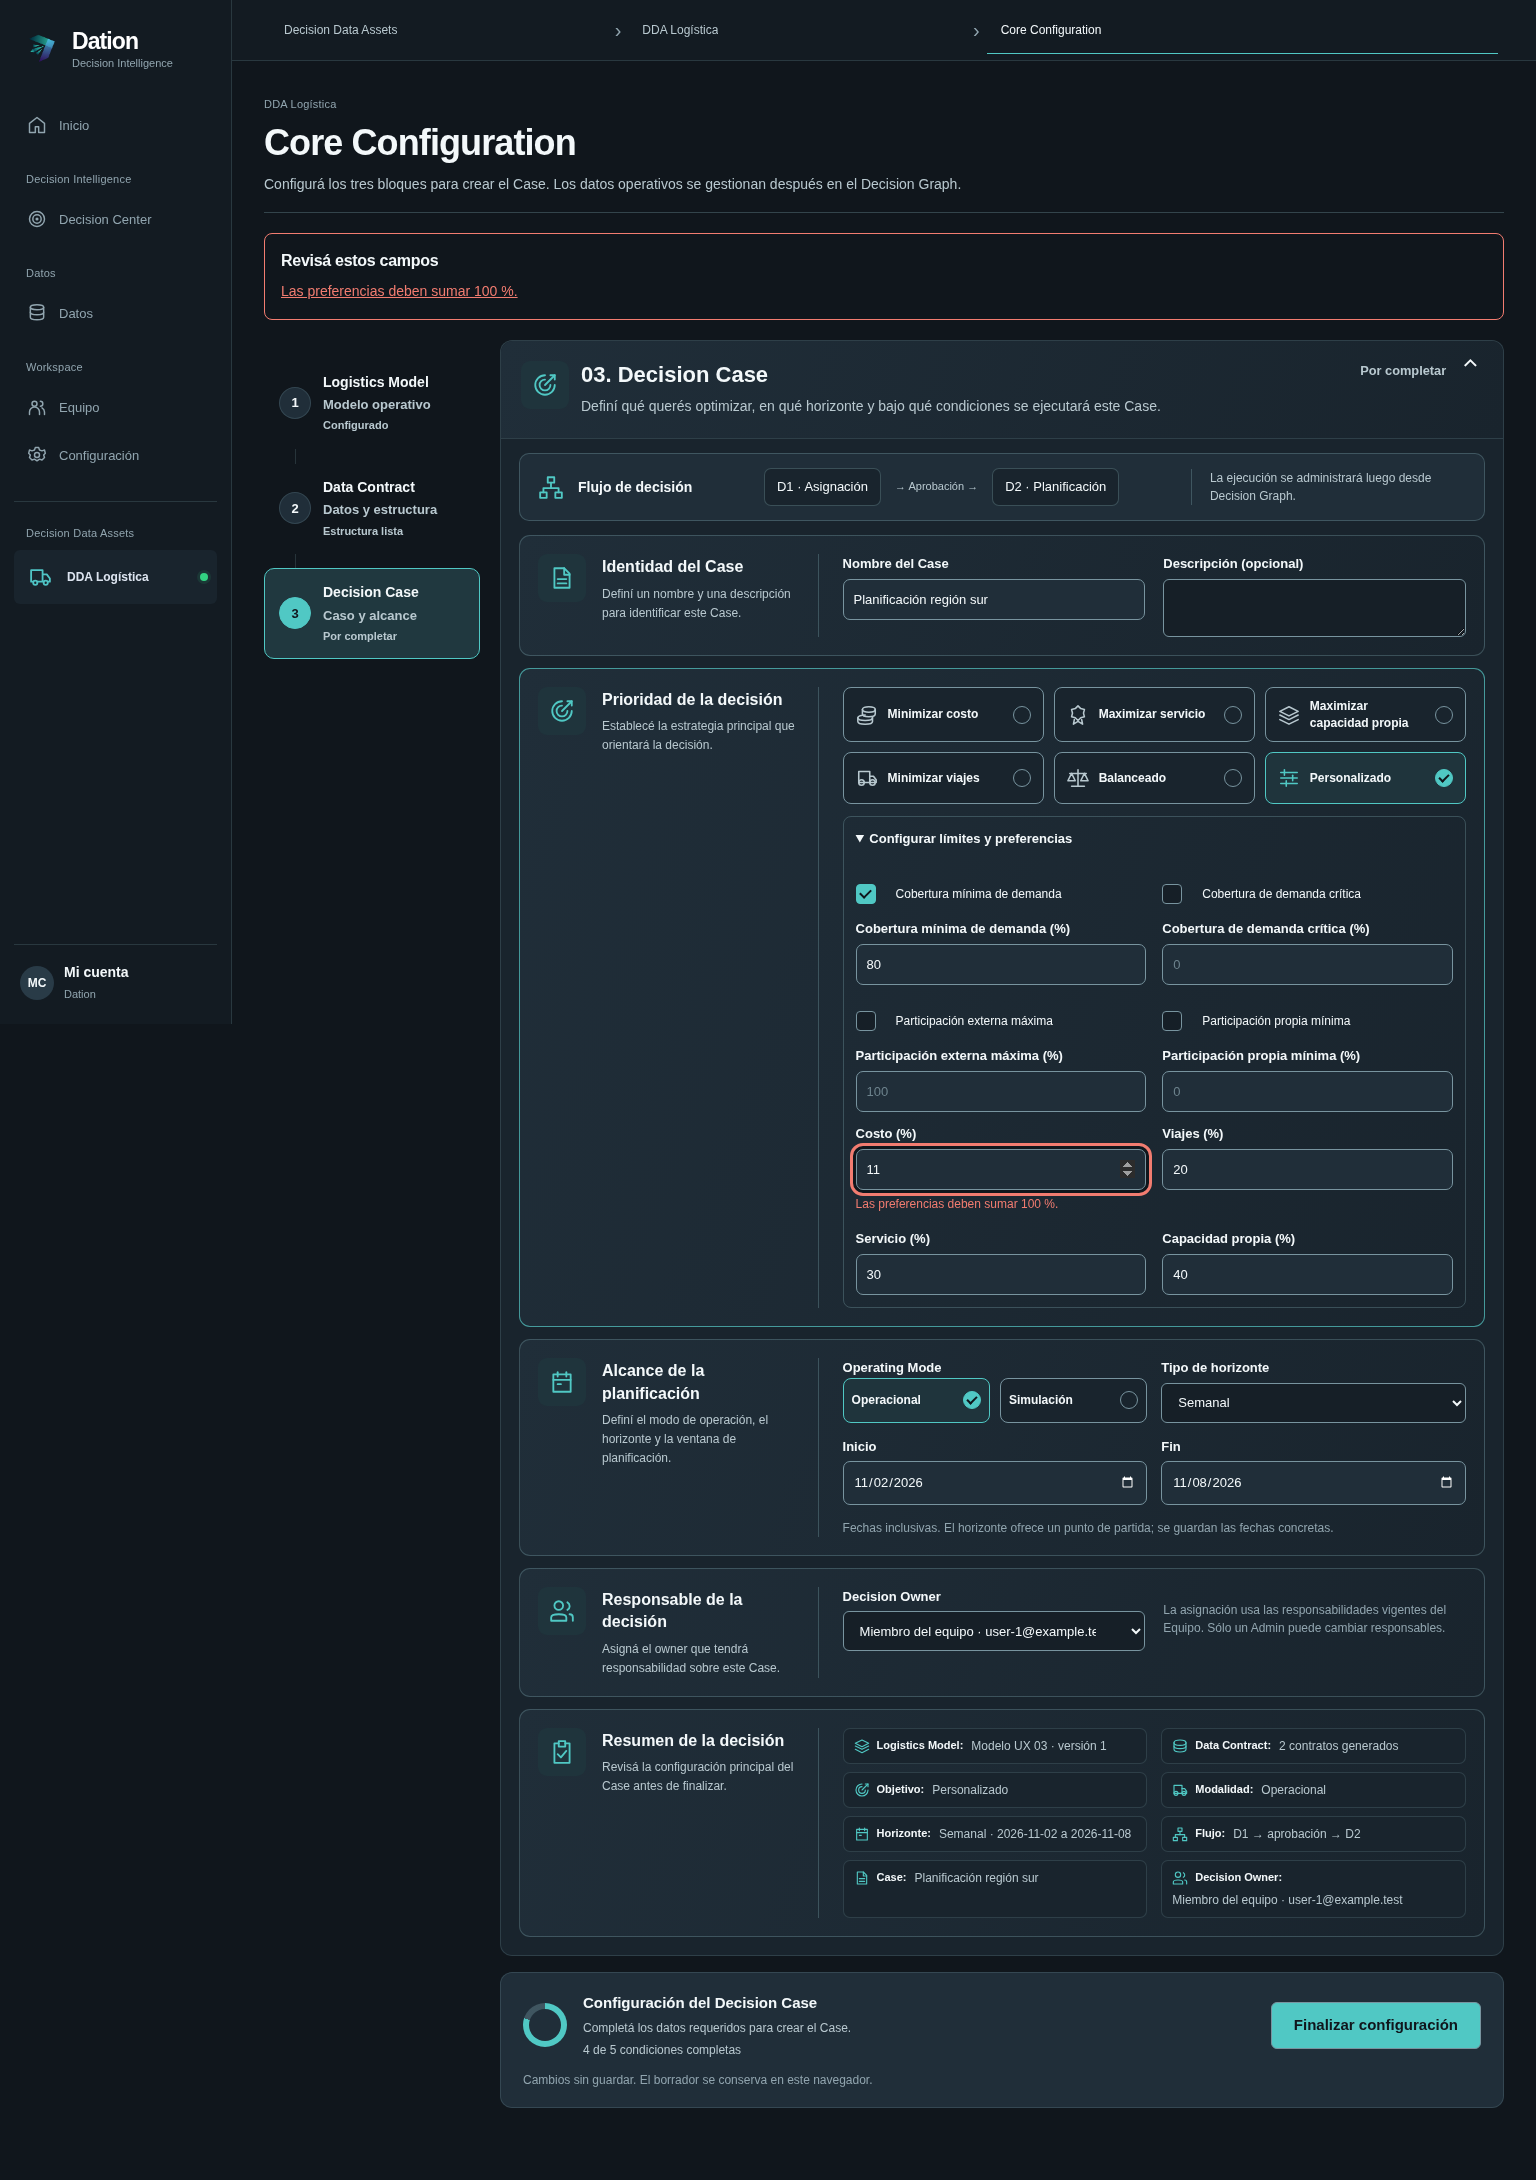 Dation
Decision Intelligence
Inicio
Decision Intelligence
Decision Center
Datos
Datos
Workspace
Equipo
Configuración
Decision Data Assets
DDA Logística
MC
Mi cuenta
Dation
Decision Data Assets
DDA Logística
Core Configuration
DDA Logística
Core Configuration
Configurá los tres bloques para crear el Case. Los datos operativos se gestionan después en el Decision Graph.
Revisá estos campos
Las preferencias deben sumar 100 %.
1
Logistics Model
Modelo operativo
Configurado
2
Data Contract
Datos y estructura
Estructura lista
3
Decision Case
Caso y alcance
Por completar
03. Decision Case
Definí qué querés optimizar, en qué horizonte y bajo qué condiciones se ejecutará este Case.
Por completar
Flujo de decisión
D1 · Asignación
→ Aprobación →
D2 · Planificación
La ejecución se administrará luego desde
Decision Graph.
Identidad del Case
Definí un nombre y una descripción
para identificar este Case.
Nombre del Case
Planificación región sur
Descripción (opcional)
Prioridad de la decisión
Establecé la estrategia principal que
orientará la decisión.
Minimizar costo
Maximizar servicio
Maximizar
capacidad propia
Minimizar viajes
Balanceado
Personalizado
▼ Configurar límites y preferencias
Cobertura mínima de demanda
Cobertura de demanda crítica
Cobertura mínima de demanda (%)
Cobertura de demanda crítica (%)
80
0
Participación externa máxima
Participación propia mínima
Participación externa máxima (%)
Participación propia mínima (%)
100
0
Costo (%)
Viajes (%)
11
20
Las preferencias deben sumar 100 %.
Servicio (%)
Capacidad propia (%)
30
40
Alcance de la
planificación
Definí el modo de operación, el
horizonte y la ventana de
planificación.
Operating Mode
Operacional
Simulación
Tipo de horizonte
Semanal
Inicio
11/02/2026
Fin
11/08/2026
Fechas inclusivas. El horizonte ofrece un punto de partida; se guardan las fechas concretas.
Responsable de la
decisión
Asigná el owner que tendrá
responsabilidad sobre este Case.
Decision Owner
Miembro del equipo · user-1@example.te
La asignación usa las responsabilidades vigentes del
Equipo. Sólo un Admin puede cambiar responsables.
Resumen de la decisión
Revisá la configuración principal del
Case antes de finalizar.
Logistics Model: Modelo UX 03 · versión 1
Data Contract: 2 contratos generados
Objetivo: Personalizado
Modalidad: Operacional
Horizonte: Semanal · 2026-11-02 a 2026-11-08
Flujo: D1 → aprobación → D2
Case: Planificación región sur
Decision Owner:
Miembro del equipo · user-1@example.test
Configuración del Decision Case
Completá los datos requeridos para crear el Case.
4 de 5 condiciones completas
Finalizar configuración
Cambios sin guardar. El borrador se conserva en este navegador.